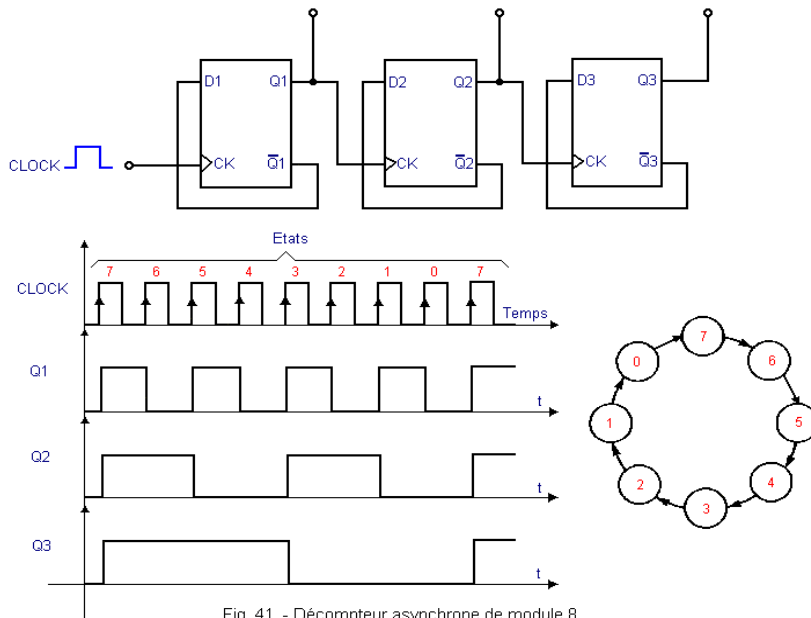 D1 Q1 D2 Q2 D3 Q3
CLOCK CK Q̅1 CK Q̅2 CK Q̅3
Etats
7 6 5 4 3 2 1 0 7
CLOCK
Temps
Q1
t
Q2
t
Q3
t
7
0
6
1
5
2
4
3
Fig. 41. - Décompteur asynchrone de module 8